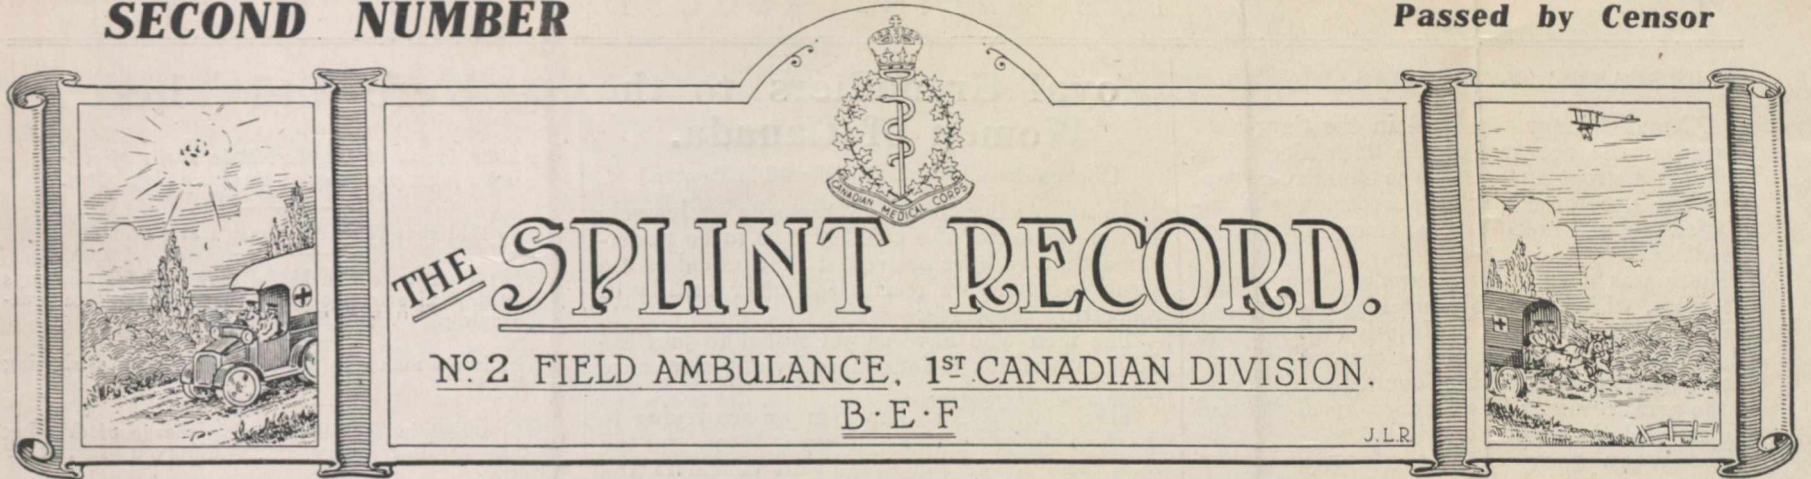 SECOND NUMBER
Passed by Censor
CANADIAN MEDICAL CORPS
THE SPLINT RECORD.
Nº 2 FIELD AMBULANCE, 1ST CANADIAN DIVISION.
B·E·F
J.L.R